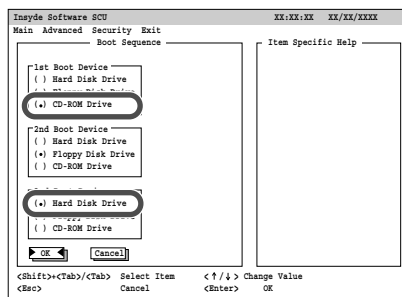 Insyde Software SCU XX:XX:XX XX/XX/XXXX
Main Advanced Security Exit
Boot Sequence
Item Specific Help
1st Boot Device
( ) Hard Disk Drive
(•) CD-ROM Drive
2nd Boot Device
( ) Hard Disk Drive
(•) Floppy Disk Drive
( ) CD-ROM Drive
(•) Hard Disk Drive
( ) CD-ROM Drive
OK Cancel
<Shift>+<Tab>/<Tab> Select Item <↑/↓> Change Value
<Esc> Cancel <Enter> OK